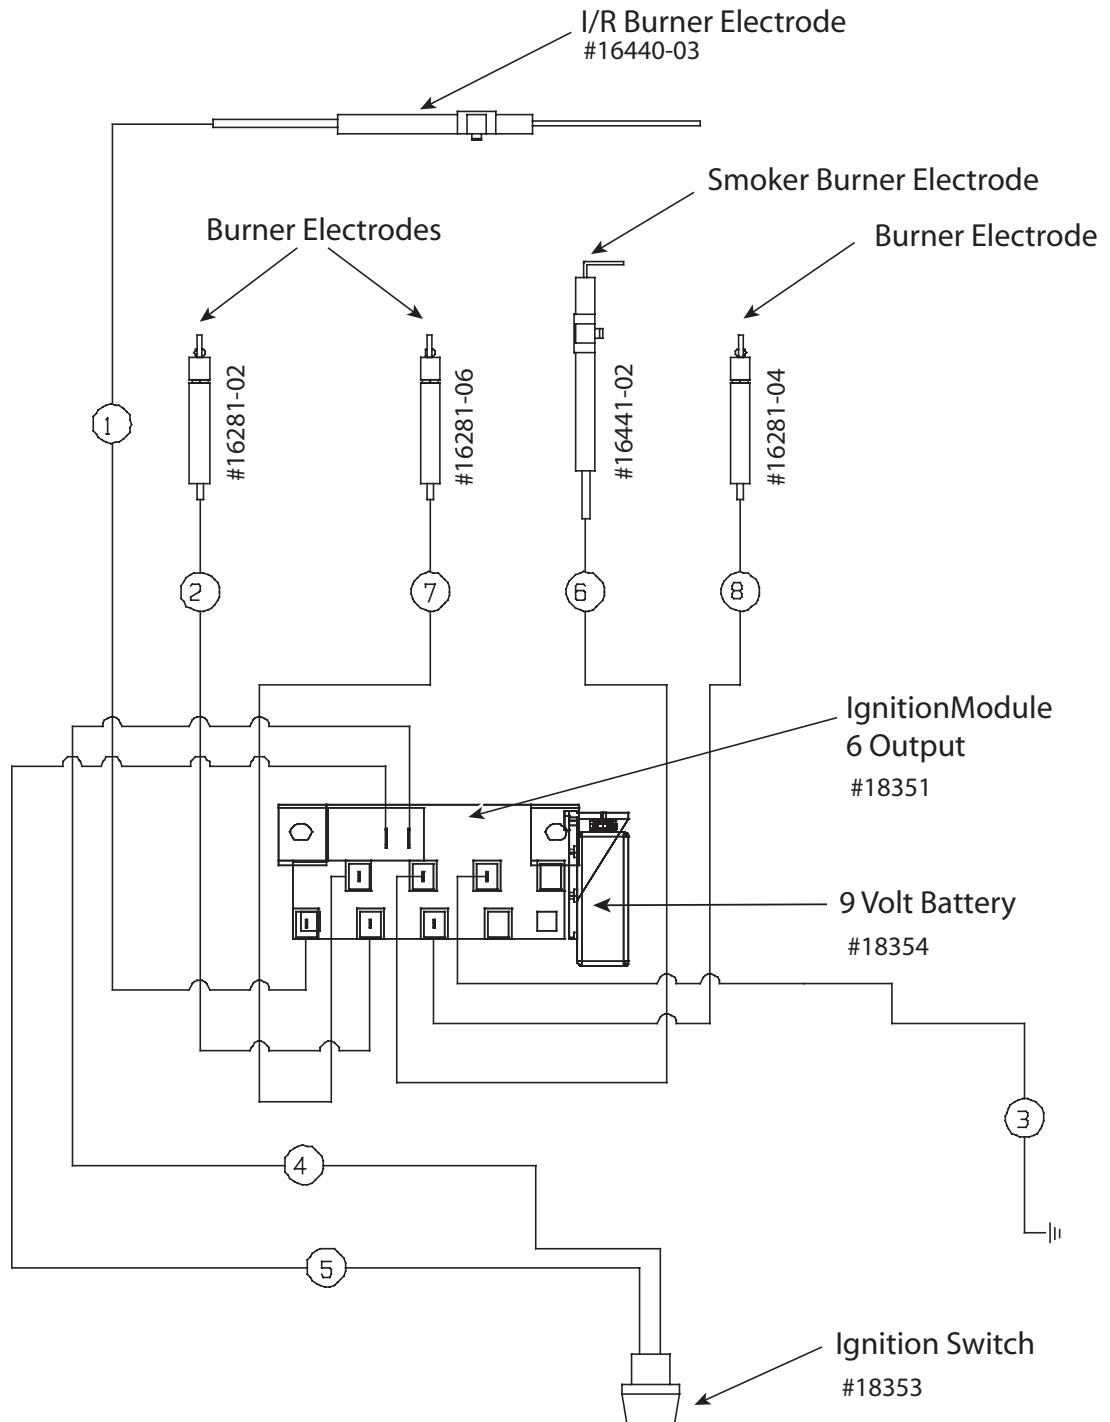 I/R Burner Electrode
#16440-03
Smoker Burner Electrode
Burner Electrodes
Burner Electrode
#16281-02
#16281-06
#16441-02
#16281-04
1
2
7
6
8
IgnitionModule
6 Output
#18351
9 Volt Battery
#18354
3
4
5
Ignition Switch
#18353